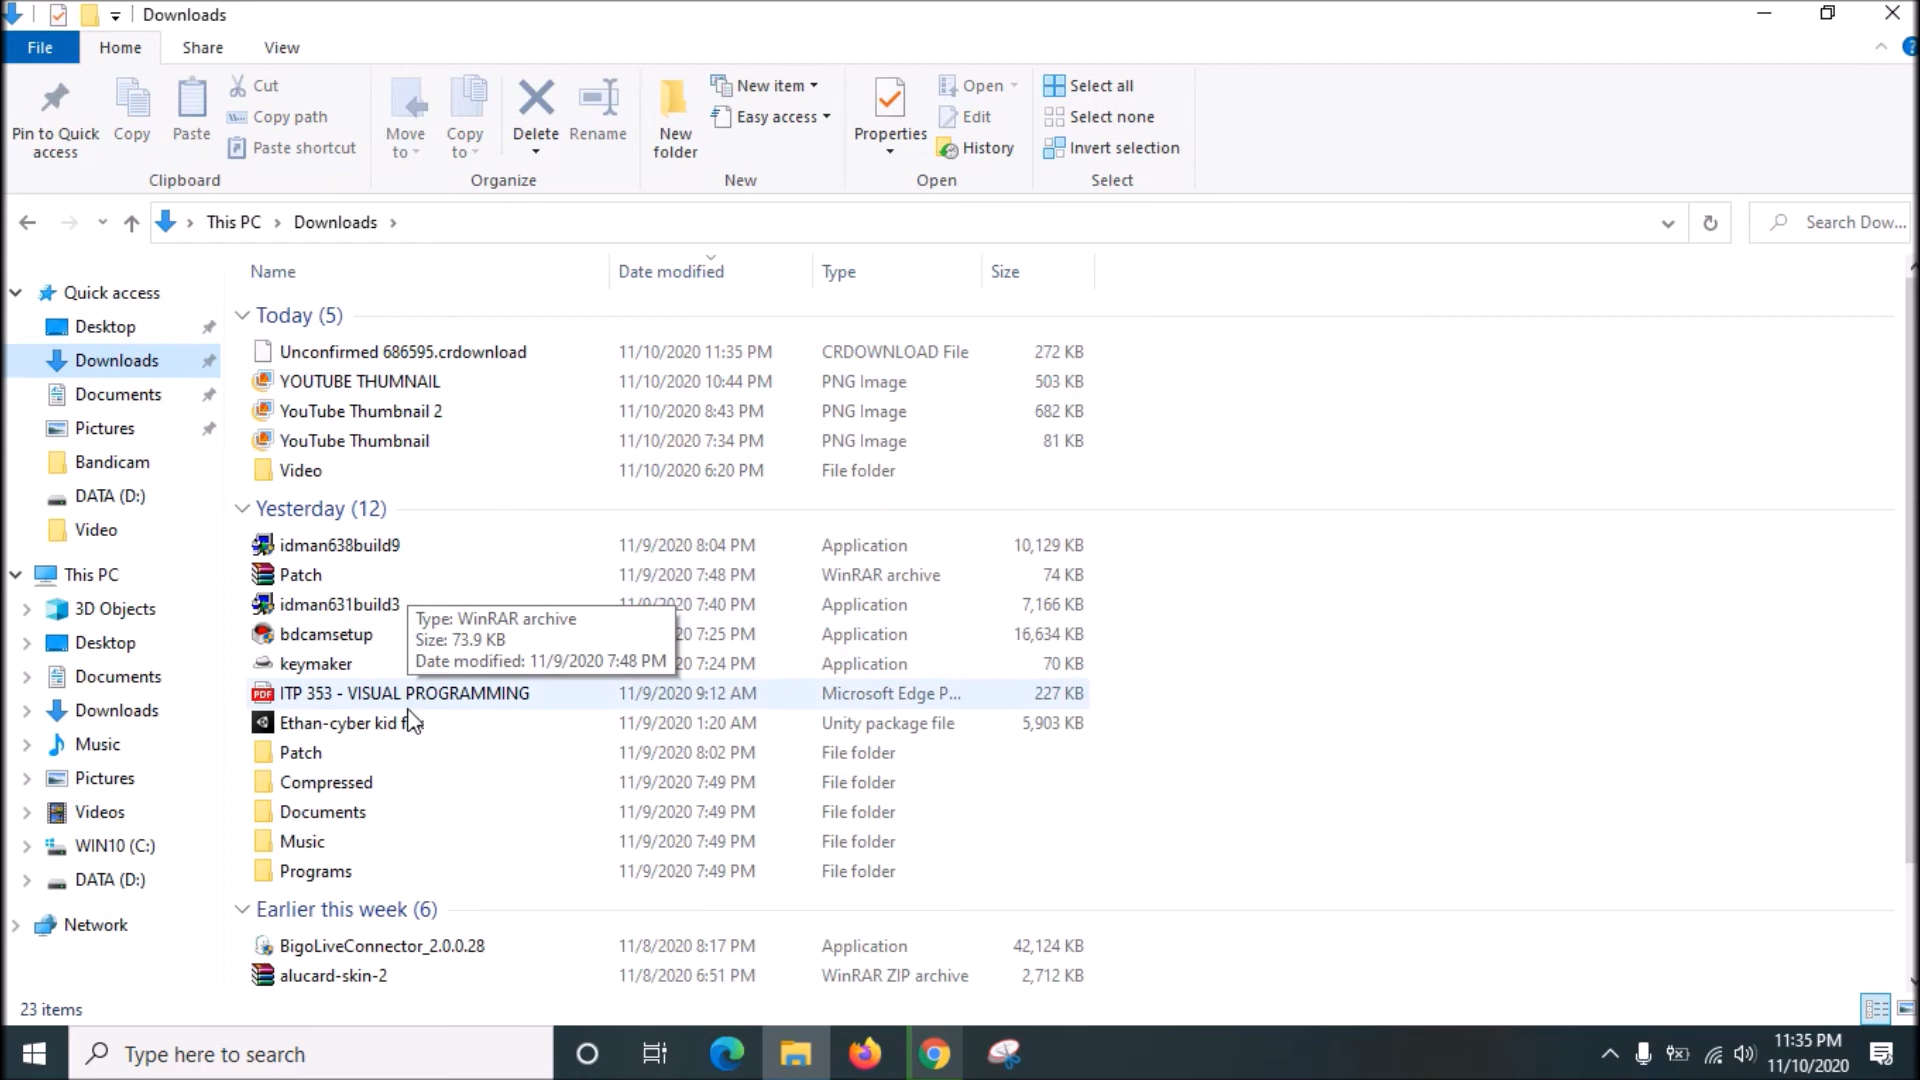 Downloads
File Home Share View
Pin to Quick access
Copy
Paste
Cut
Copy path
Paste shortcut
Clipboard
Move to
Copy to
Delete
Rename
Organize
New folder
New item
Easy access
New
Properties
Open
Edit
History
Open
Select all
Select none
Invert selection
Select
This PC Downloads
Search Dow...
Quick access
Desktop
Downloads
Documents
Pictures
Bandicam
DATA (D:)
Video
This PC
3D Objects
Desktop
Documents
Downloads
Music
Pictures
Videos
WIN10 (C:)
DATA (D:)
Network
Name Date modified Type Size
Today (5)
Unconfirmed 686595.crdownload 11/10/2020 11:35 PM CRDOWNLOAD File 272 KB
YOUTUBE THUMNAIL 11/10/2020 10:44 PM PNG Image 503 KB
YouTube Thumbnail 2 11/10/2020 8:43 PM PNG Image 682 KB
YouTube Thumbnail 11/10/2020 7:34 PM PNG Image 81 KB
Video 11/10/2020 6:20 PM File folder
Yesterday (12)
idman638build9 11/9/2020 8:04 PM Application 10,129 KB
Patch 11/9/2020 7:48 PM WinRAR archive 74 KB
idman631build3 11/9/2020 7:40 PM Application 7,166 KB
bdcamsetup 20 7:25 PM Application 16,634 KB
keymaker 20 7:24 PM Application 70 KB
Type: WinRAR archive
Size: 73.9 KB
Date modified: 11/9/2020 7:48 PM
ITP 353 - VISUAL PROGRAMMING 11/9/2020 9:12 AM Microsoft Edge P... 227 KB
Ethan-cyber kid 11/9/2020 1:20 AM Unity package file 5,903 KB
Patch 11/9/2020 8:02 PM File folder
Compressed 11/9/2020 7:49 PM File folder
Documents 11/9/2020 7:49 PM File folder
Music 11/9/2020 7:49 PM File folder
Programs 11/9/2020 7:49 PM File folder
Earlier this week (6)
BigoLiveConnector_2.0.0.28 11/8/2020 8:17 PM Application 42,124 KB
alucard-skin-2 11/8/2020 6:51 PM WinRAR ZIP archive 2,712 KB
23 items
Type here to search
11:35 PM
11/10/2020